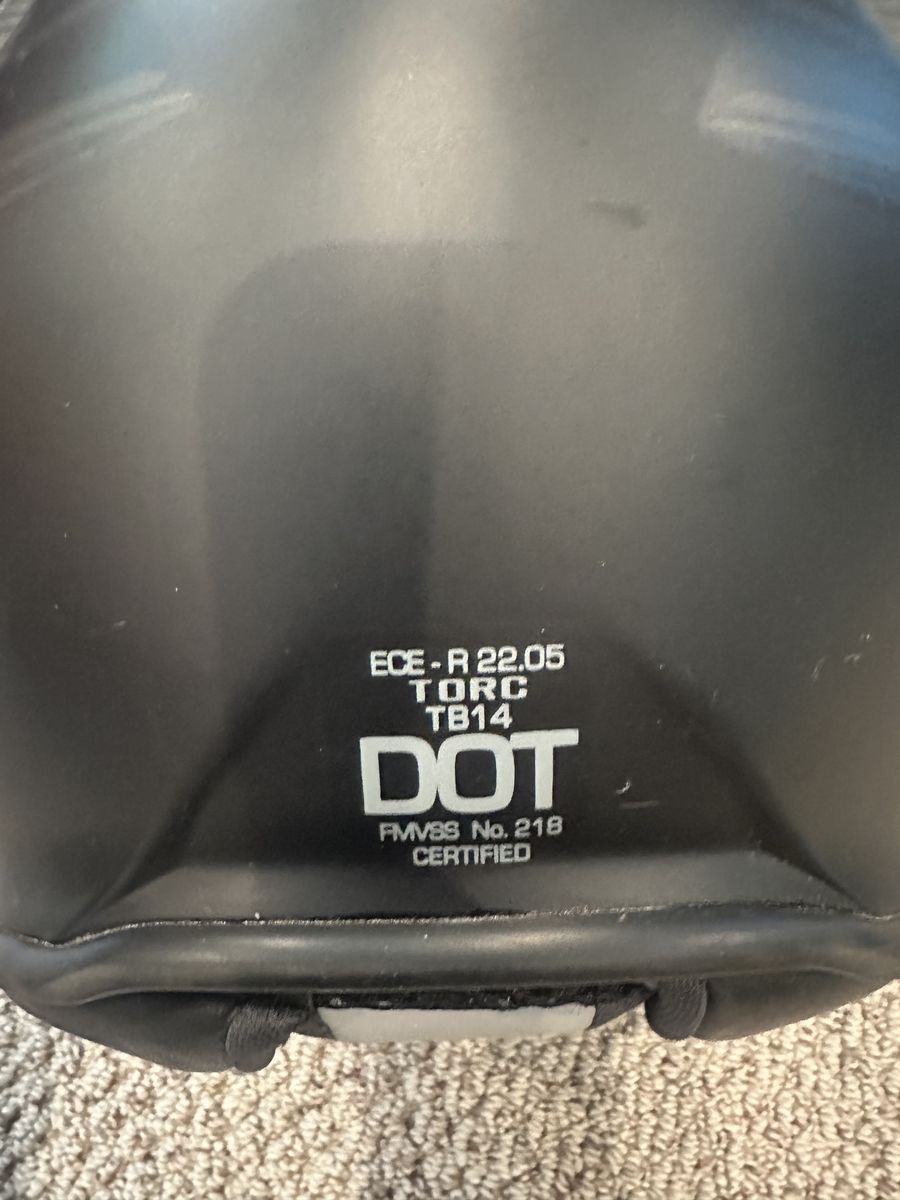 ECE - R 22.05
TORC
TB14
DOT
FMVSS No. 218
CERTIFIED